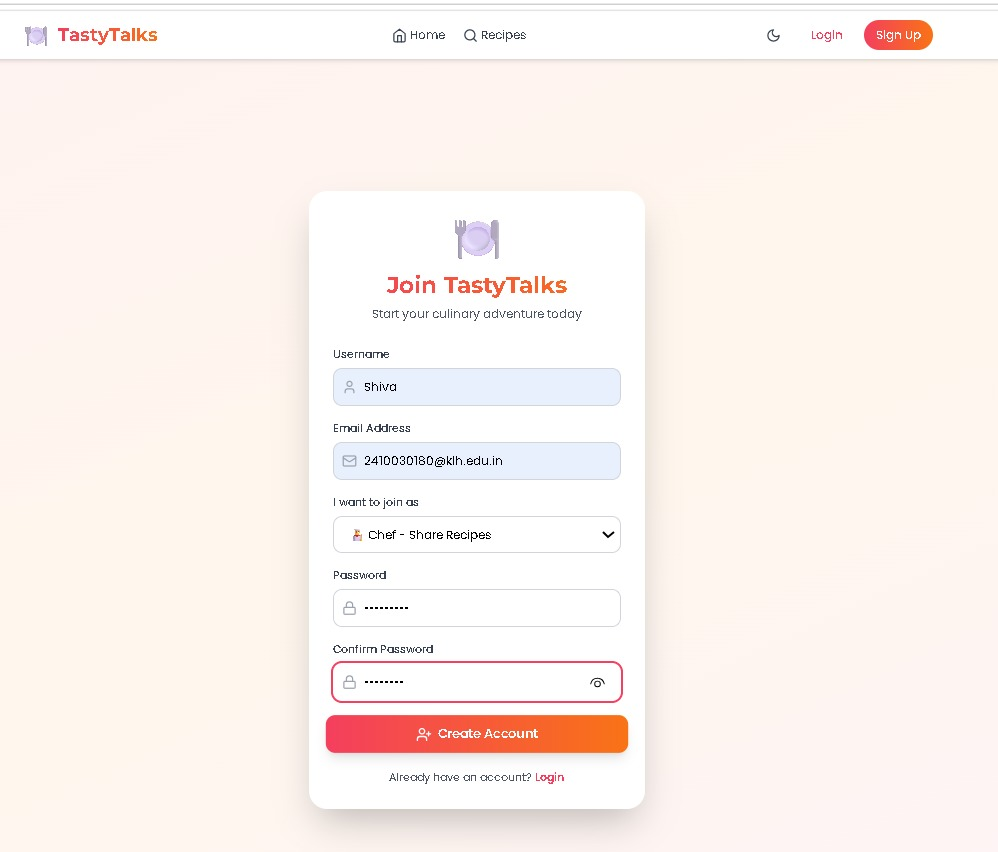 TastyTalks
Home
Recipes
Login
Sign Up
Join TastyTalks
Start your culinary adventure today
Username
Shiva
Email Address
2410030180@klh.edu.in
I want to join as
Chef - Share Recipes
Password
•••••••••
Confirm Password
••••••••
Create Account
Already have an account? Login